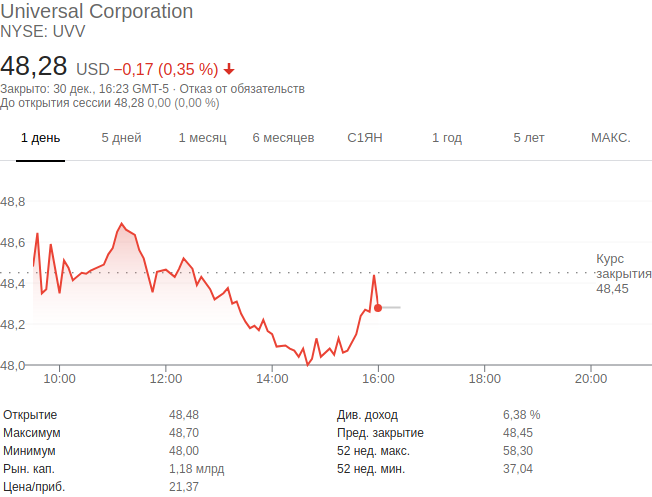 Universal Corporation
NYSE: UVV
48,28 USD −0,17 (0,35 %)
Закрыто: 30 дек., 16:23 GMT-5 · Отказ от обязательств
До открытия сессии 48,28 0,00 (0,00 %)
1 день 5 дней 1 месяц 6 месяцев С1ЯН 1 год 5 лет МАКС.
48,8
48,6
Курс
закрытия
48,45
48,4
48,2
48,0
10:00 12:00 14:00 16:00 18:00 20:00
Открытие 48,48 Див. доход 6,38 %
Максимум 48,70 Пред. закрытие 48,45
Минимум 48,00 52 нед. макс. 58,30
Рын. кап. 1,18 млрд 52 нед. мин. 37,04
Цена/приб. 21,37